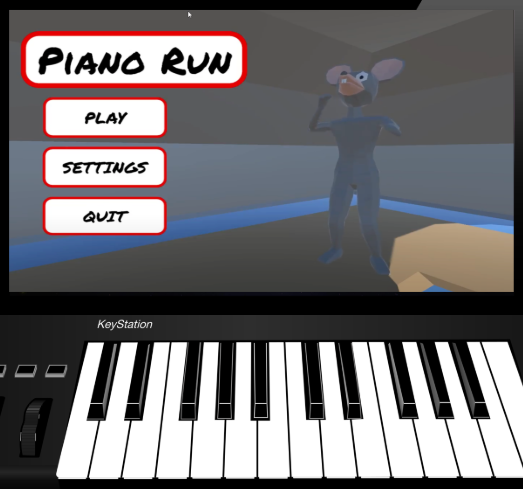 PIANO RUN
PLAY
SETTINGS
QUIT
KeyStation